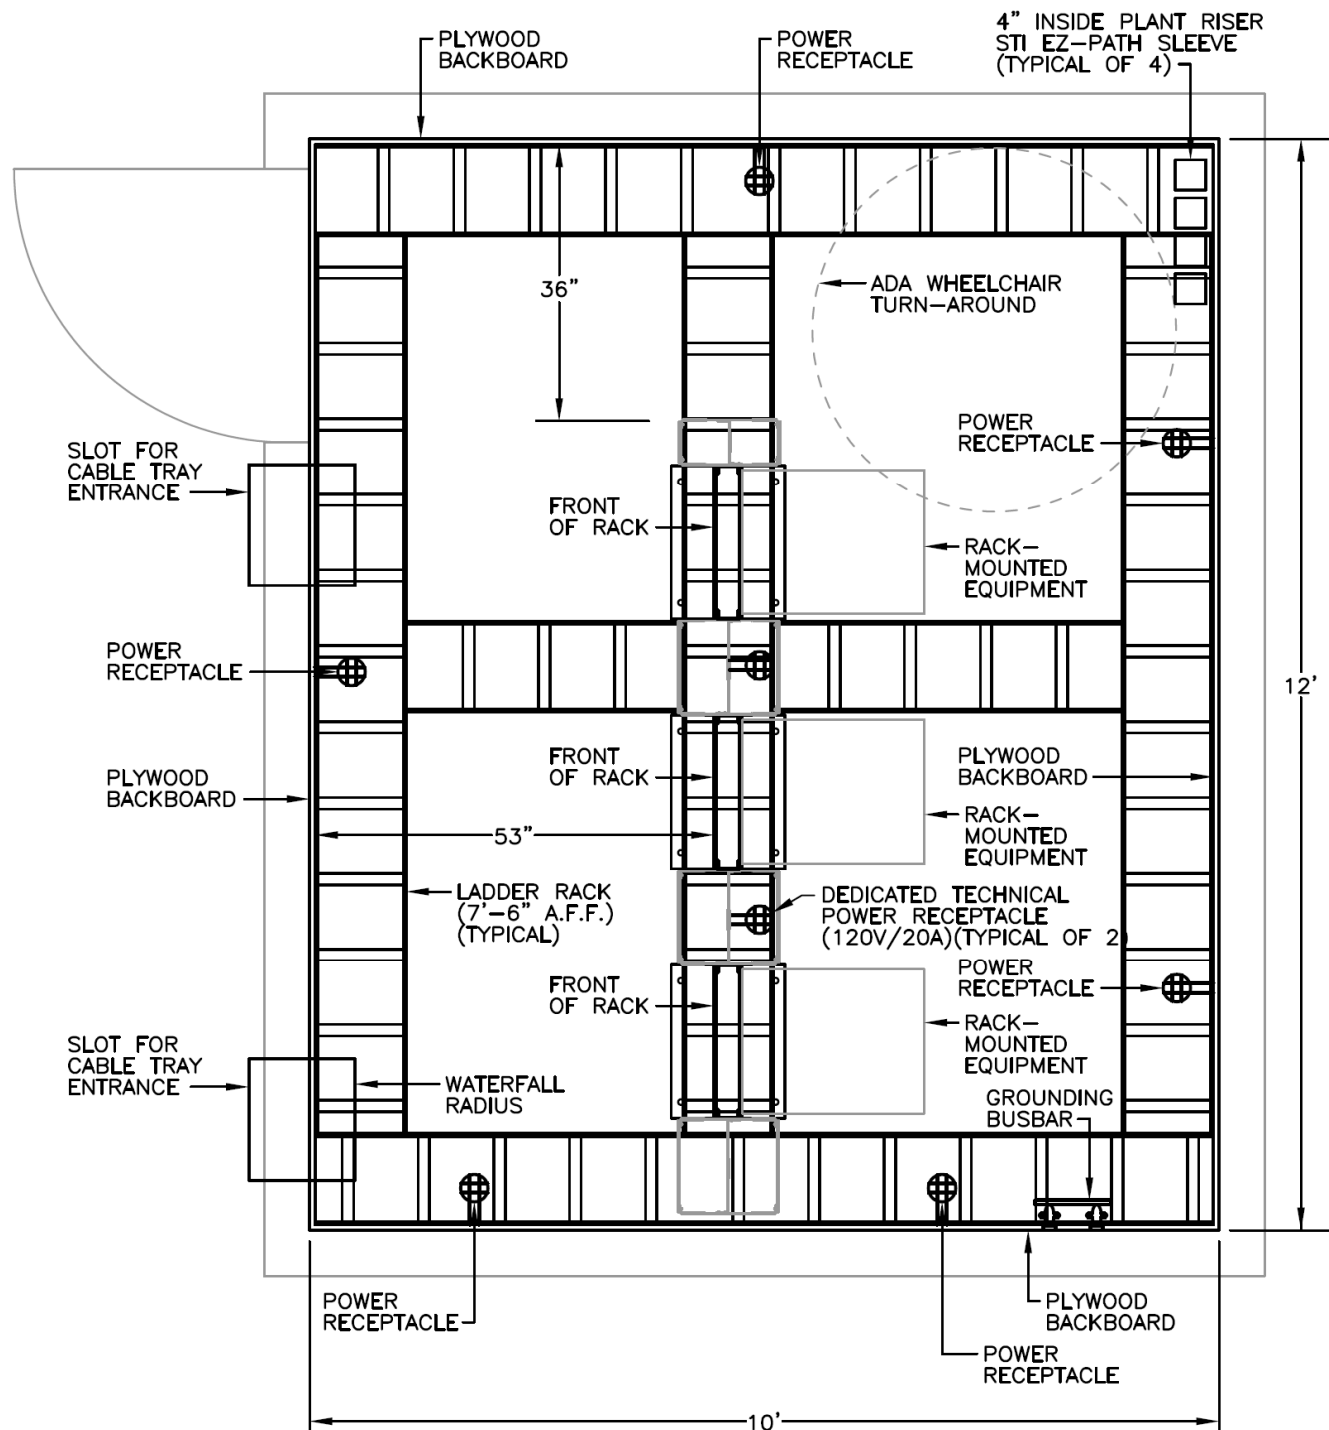 PLYWOOD
BACKBOARD
POWER
RECEPTACLE
4" INSIDE PLANT RISER
STI EZ-PATH SLEEVE
(TYPICAL OF 4)
36"
ADA WHEELCHAIR
TURN-AROUND
POWER
RECEPTACLE
SLOT FOR
CABLE TRAY
ENTRANCE
FRONT
OF RACK
RACK-
MOUNTED
EQUIPMENT
POWER
RECEPTACLE
12'
PLYWOOD
BACKBOARD
FRONT
OF RACK
PLYWOOD
BACKBOARD
53"
RACK-
MOUNTED
EQUIPMENT
LADDER RACK
(7'-6" A.F.F.)
(TYPICAL)
DEDICATED TECHNICAL
POWER RECEPTACLE
(120V/20A)(TYPICAL OF 2)
FRONT
OF RACK
POWER
RECEPTACLE
RACK-
MOUNTED
EQUIPMENT
SLOT FOR
CABLE TRAY
ENTRANCE
WATERFALL
RADIUS
GROUNDING
BUSBAR
POWER
RECEPTACLE
PLYWOOD
BACKBOARD
POWER
RECEPTACLE
10'